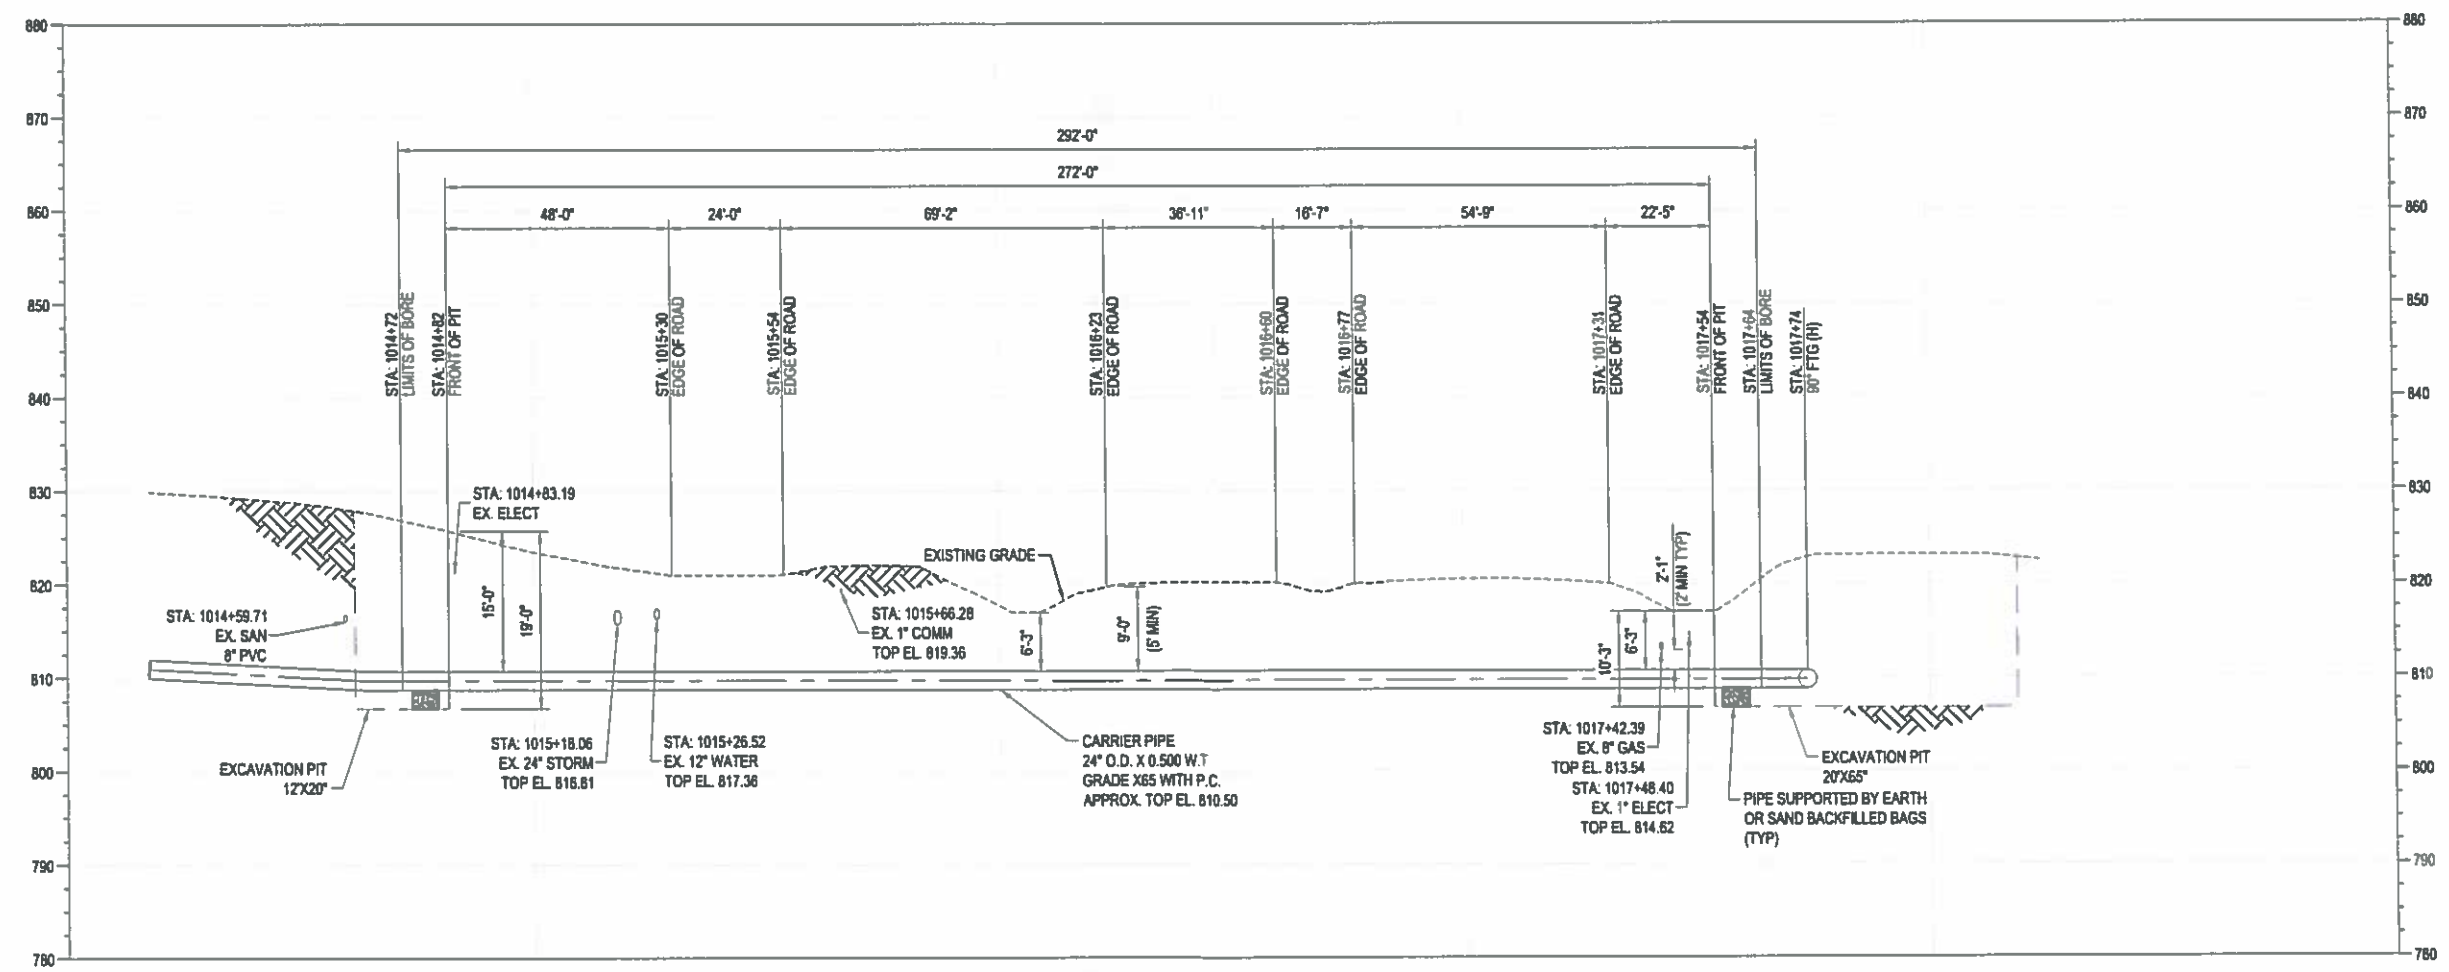 880
870
860
850
840
830
820
810
800
790
780
880
870
860
850
840
830
820
810
800
790
780
292'-0"
272'-0"
48'-0"
24'-0"
69'-2"
36'-11"
16'-7"
54'-9"
22'-5"
STA: 1014+72
LIMITS OF BORE
STA: 1014+82
FRONT OF PIT
STA: 1015+30
EDGE OF ROAD
STA: 1015+54
EDGE OF ROAD
STA: 1016+23
EDGE OF ROAD
STA: 1016+60
EDGE OF ROAD
STA: 1016+77
EDGE OF ROAD
STA: 1017+31
EDGE OF ROAD
STA: 1017+54
FRONT OF PIT
STA: 1017+64
LIMITS OF BORE
STA: 1017+74
90° FTG (H)
STA: 1014+83.19
EX. ELECT
EXISTING GRADE
2'-1"
(2' MIN TYP)
STA: 1014+59.71
EX. SAN
8" PVC
15'-0"
19'-0"
STA: 1015+66.28
EX. 1" COMM
TOP EL. 819.36
6'-3"
9'-0"
(5' MIN)
10'-3"
6'-3"
EXCAVATION PIT
12'X20"
STA: 1015+18.06
EX. 24" STORM
TOP EL. 816.61
STA: 1015+26.52
EX. 12" WATER
TOP EL. 817.36
CARRIER PIPE
24" O.D. X 0.500 W.T
GRADE X65 WITH P.C.
APPROX. TOP EL. 810.50
STA: 1017+42.39
EX. 8" GAS
TOP EL. 813.54
STA: 1017+48.40
EX. 1" ELECT
TOP EL. 814.62
EXCAVATION PIT
20'X65"
PIPE SUPPORTED BY EARTH
OR SAND BACKFILLED BAGS
(TYP)